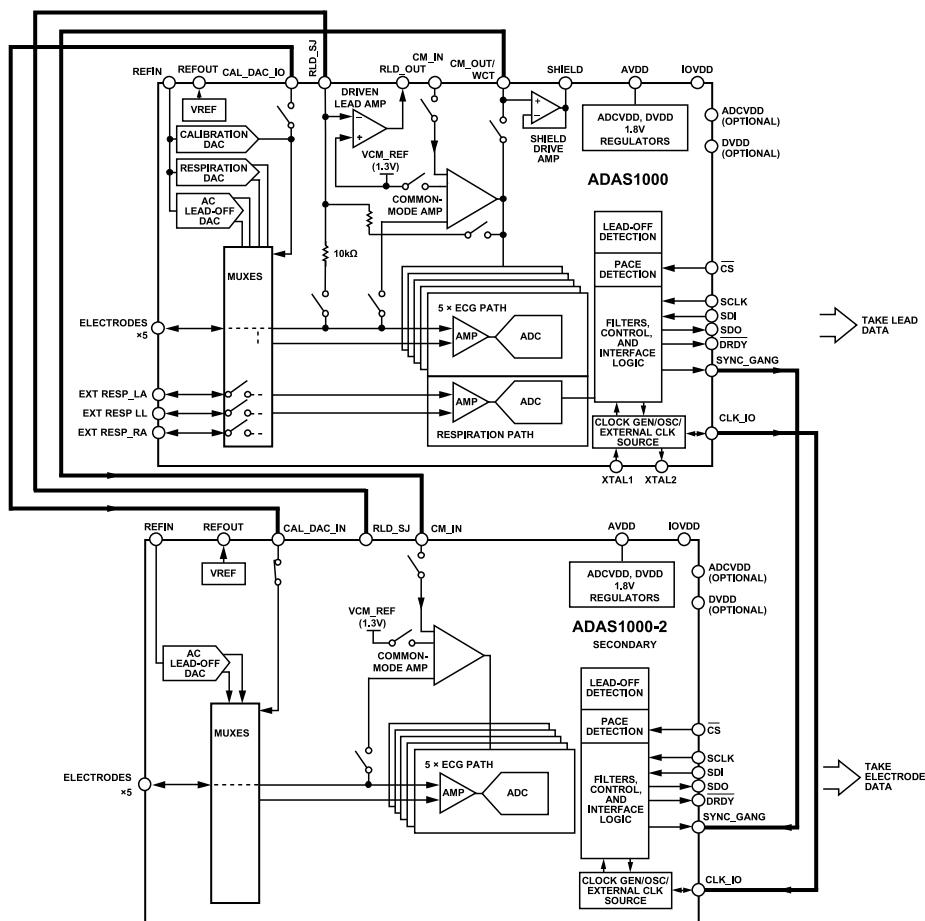 REFIN
REFOUT
CAL_DAC_IO
RLD_SJ
RLD_OUT
CM_IN
CM_OUT/
WCT
SHIELD
AVDD
IOVDD
VREF
DRIVEN
LEAD AMP
–
+
+
–
SHIELD
DRIVE
AMP
ADCVDD, DVDD
1.8V
REGULATORS
ADCVDD
(OPTIONAL)
DVDD
(OPTIONAL)
CALIBRATION
DAC
RESPIRATION
DAC
AC
LEAD-OFF
DAC
VCM_REF
(1.3V)
COMMON-
MODE AMP
ADAS1000
10kΩ
MUXES
LEAD-OFF
DETECTION
PACE
DETECTION
FILTERS,
CONTROL,
AND
INTERFACE
LOGIC
CS
SCLK
SDI
SDO
DRDY
SYNC_GANG
TAKE LEAD
DATA
ELECTRODES
×5
5 × ECG PATH
AMP
ADC
EXT RESP_LA
EXT RESP LL
EXT RESP_RA
AMP
ADC
RESPIRATION PATH
CLOCK GEN/OSC/
EXTERNAL CLK
SOURCE
CLK_IO
XTAL1
XTAL2
REFIN
REFOUT
CAL_DAC_IN
RLD_SJ
CM_IN
AVDD
IOVDD
VREF
ADCVDD, DVDD
1.8V
REGULATORS
ADCVDD
(OPTIONAL)
DVDD
(OPTIONAL)
VCM_REF
(1.3V)
COMMON-
MODE AMP
ADAS1000-2
SECONDARY
AC
LEAD-OFF
DAC
MUXES
LEAD-OFF
DETECTION
PACE
DETECTION
FILTERS,
CONTROL,
AND
INTERFACE
LOGIC
CS
SCLK
SDI
SDO
DRDY
SYNC_GANG
TAKE
ELECTRODE
DATA
ELECTRODES
×5
5 × ECG PATH
AMP
ADC
CLOCK GEN/OSC/
EXTERNAL CLK
SOURCE
CLK_IO